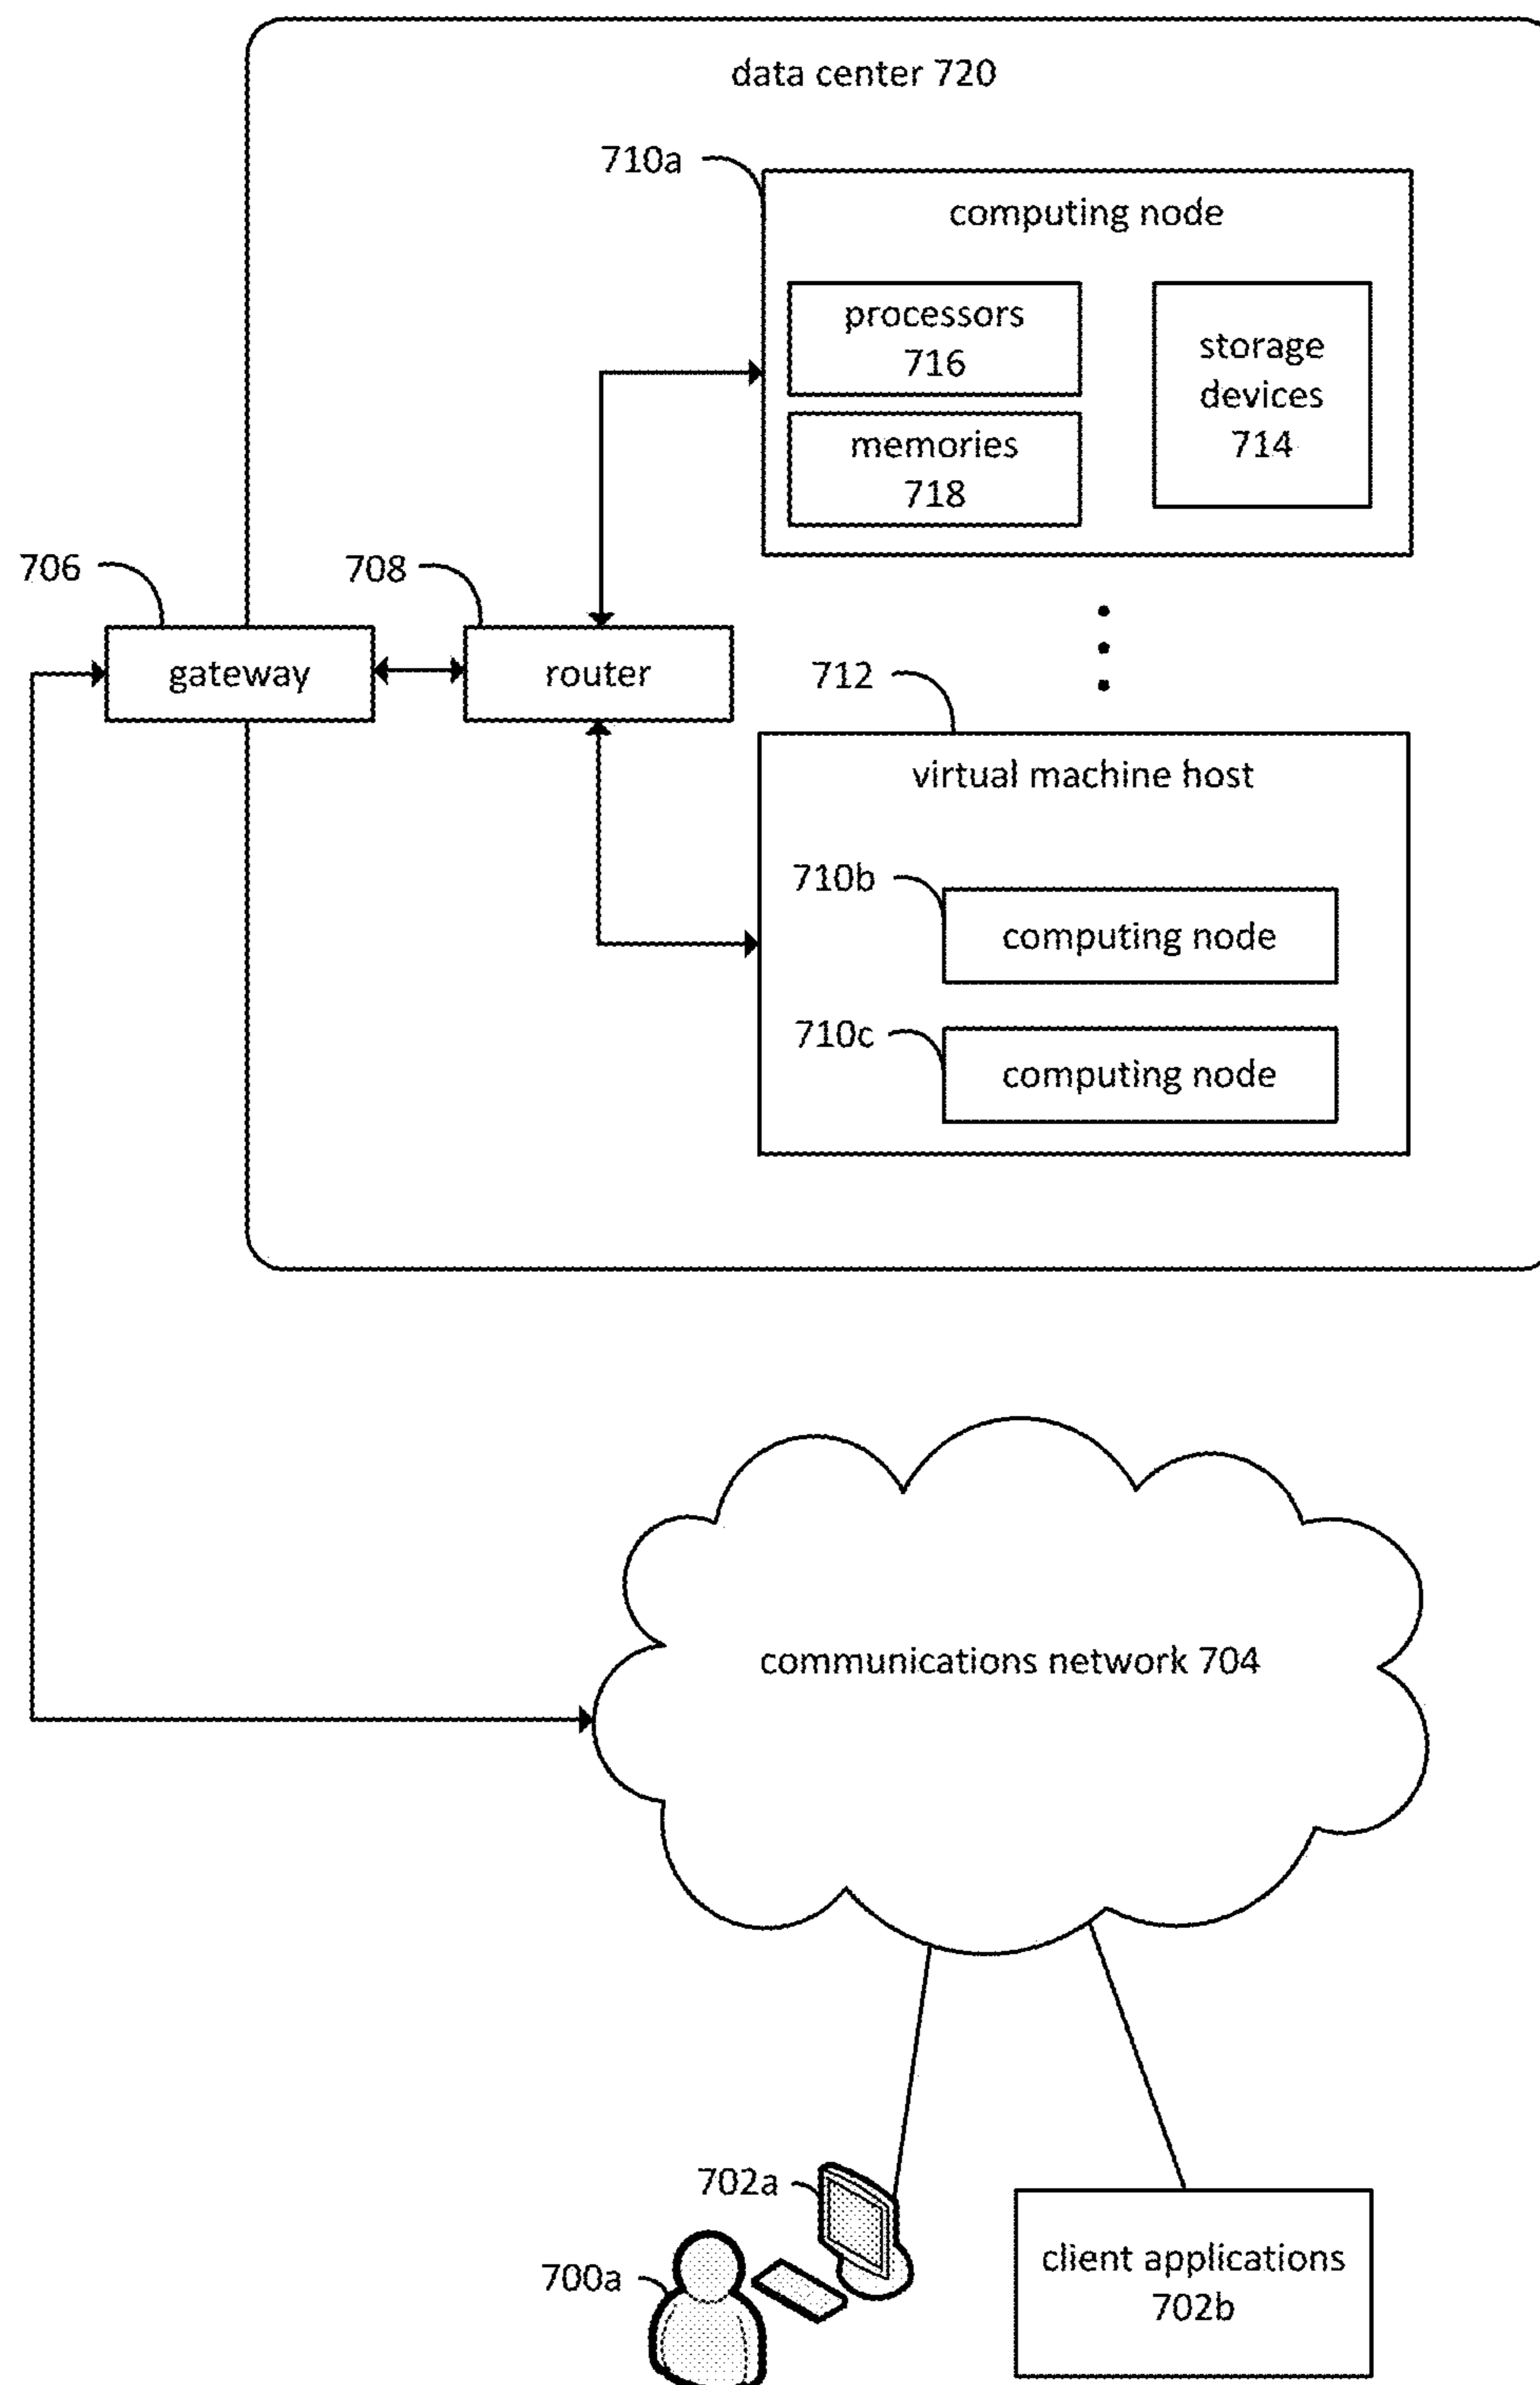 data center 720
710a
computing node
processors
716
storage
devices
714
memories
718
706
708
gateway
router
712
virtual machine host
710b
computing node
710c
computing node
communications network 704
702a
700a
client applications
702b